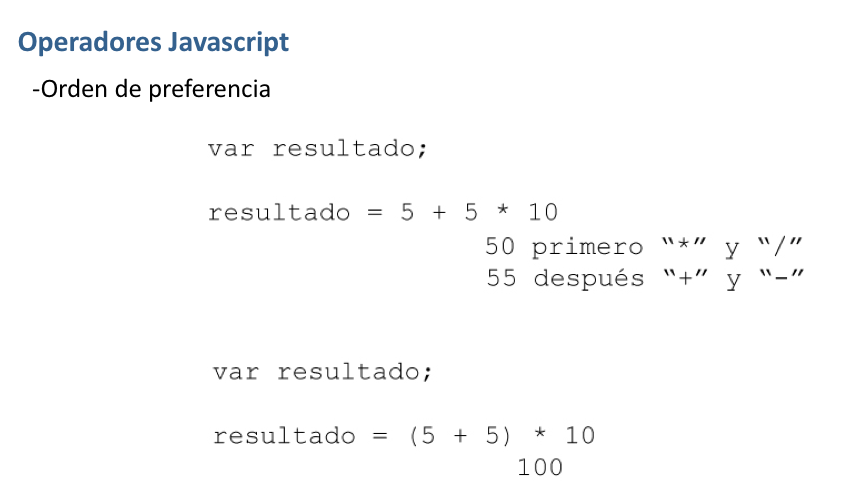 Operadores Javascript
-Orden de preferencia
var resultado;
resultado = 5 + 5 * 10
50 primero “*” y “/”
55 después “+” y “-”
var resultado;
resultado = (5 + 5) * 10
100